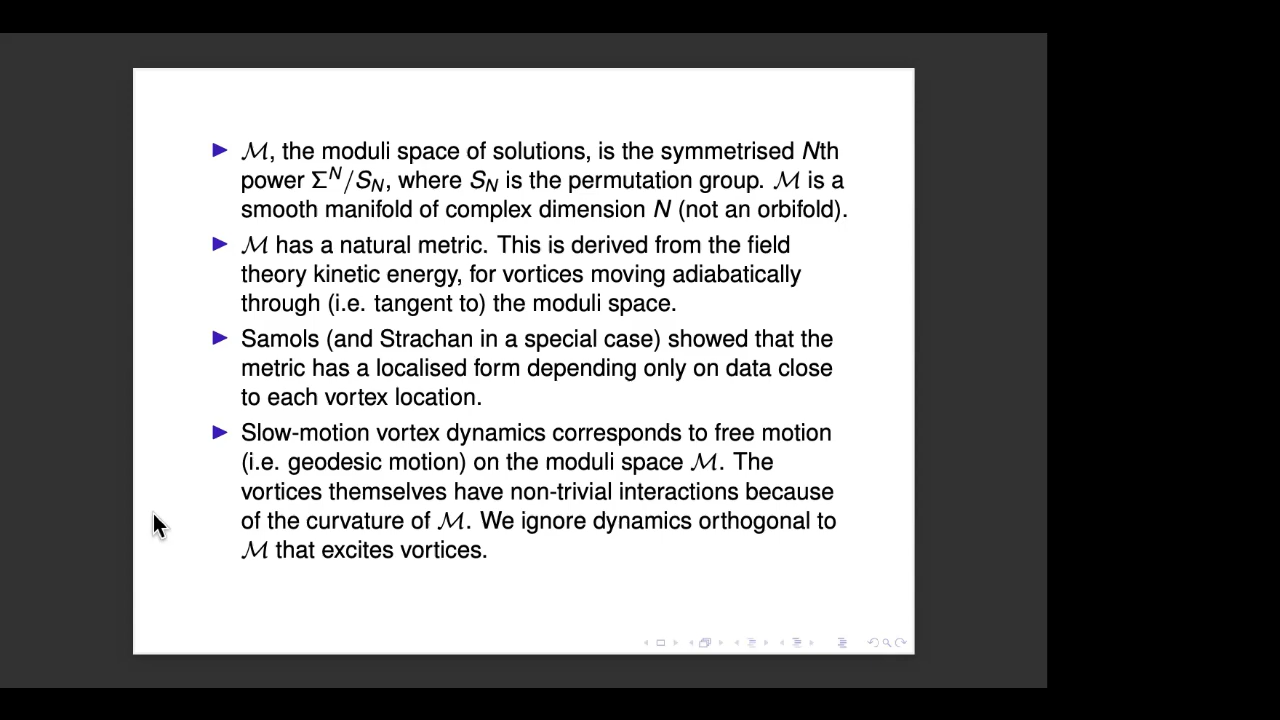 ℳ, the moduli space of solutions, is the symmetrised Nth
power Σ^N/S_N, where S_N is the permutation group. ℳ is a
smooth manifold of complex dimension N (not an orbifold).
ℳ has a natural metric. This is derived from the field
theory kinetic energy, for vortices moving adiabatically
through (i.e. tangent to) the moduli space.
Samols (and Strachan in a special case) showed that the
metric has a localised form depending only on data close
to each vortex location.
Slow-motion vortex dynamics corresponds to free motion
(i.e. geodesic motion) on the moduli space ℳ. The
vortices themselves have non-trivial interactions because
of the curvature of ℳ. We ignore dynamics orthogonal to
ℳ that excites vortices.